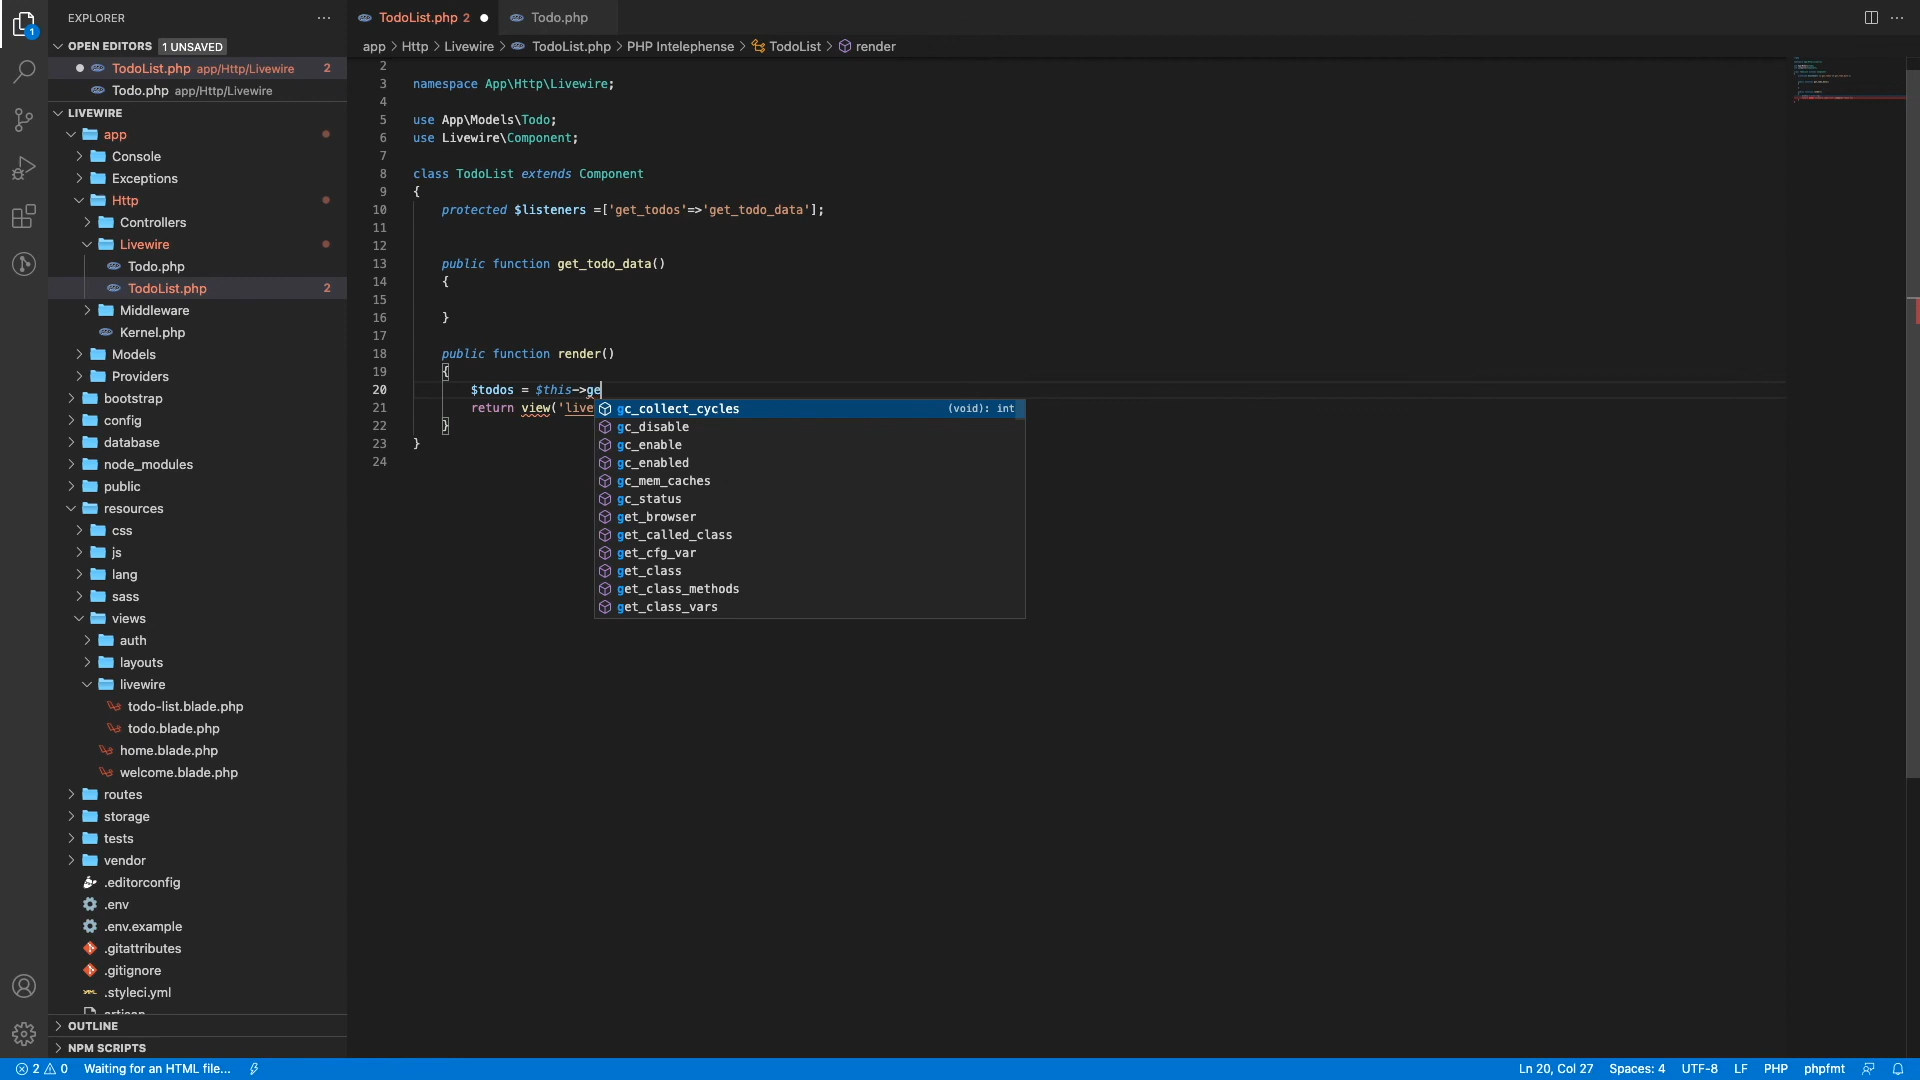 EXPLORER
OPEN EDITORS 1 UNSAVED
TodoList.php app/Http/Livewire 2
Todo.php app/Http/Livewire
LIVEWIRE
app
Console
Exceptions
Http
Controllers
Livewire
Todo.php
TodoList.php 2
Middleware
Kernel.php
Models
Providers
bootstrap
config
database
node_modules
public
resources
css
js
lang
sass
views
auth
layouts
livewire
todo-list.blade.php
todo.blade.php
home.blade.php
welcome.blade.php
routes
storage
tests
vendor
.editorconfig
.env
.env.example
.gitattributes
.gitignore
.styleci.yml
artisan
OUTLINE
NPM SCRIPTS
TodoList.php 2
Todo.php
app > Http > Livewire > TodoList.php > PHP Intelephense > TodoList > render
2
3 namespace App\Http\Livewire;
4
5 use App\Models\Todo;
6 use Livewire\Component;
7
8 class TodoList extends Component
9 {
10 protected $listeners =['get_todos'=>'get_todo_data'];
11
12
13 public function get_todo_data()
14 {
15
16 }
17
18 public function render()
19 {
20 $todos = $this->ge
21 return view('live
22 }
23 }
24
gc_collect_cycles (void): int
gc_disable
gc_enable
gc_enabled
gc_mem_caches
gc_status
get_browser
get_called_class
get_cfg_var
get_class
get_class_methods
get_class_vars
1
2 0 Waiting for an HTML file... Ln 20, Col 27 Spaces: 4 UTF-8 LF PHP phpfmt